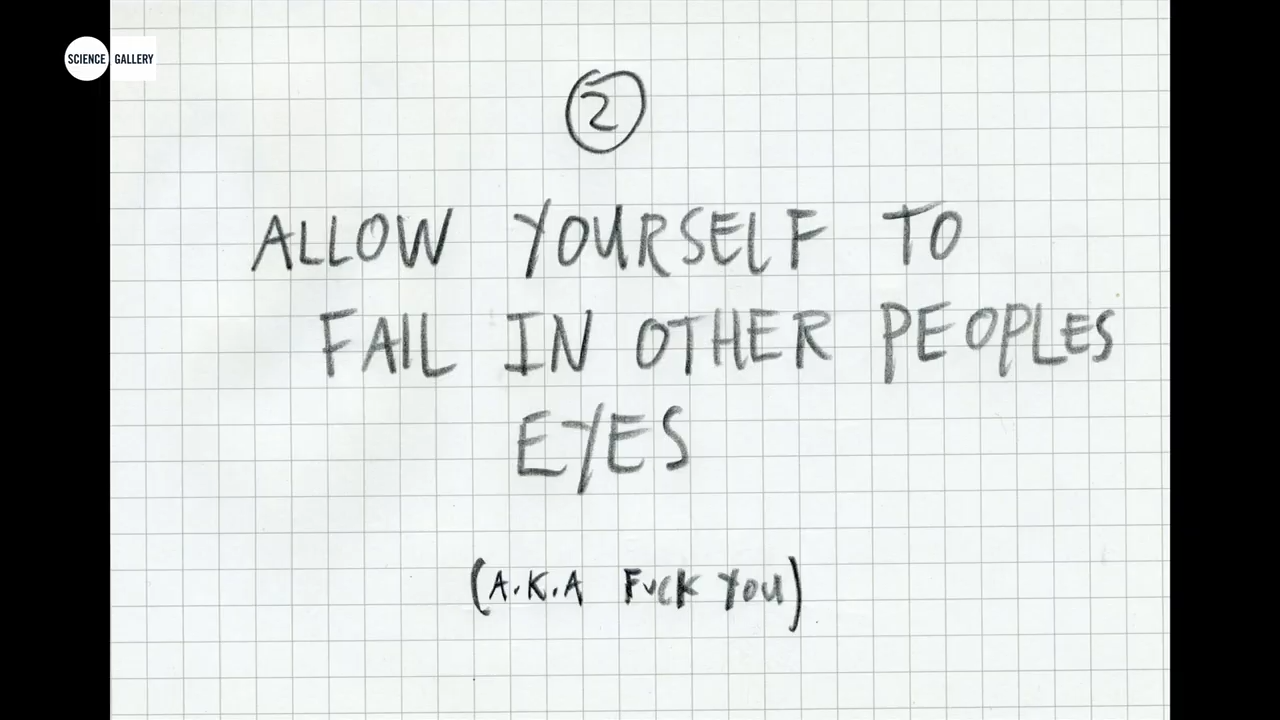 SCIENCE GALLERY
2
ALLOW YOURSELF TO
FAIL IN OTHER PEOPLES
EYES
(A.K.A FUCK YOU)